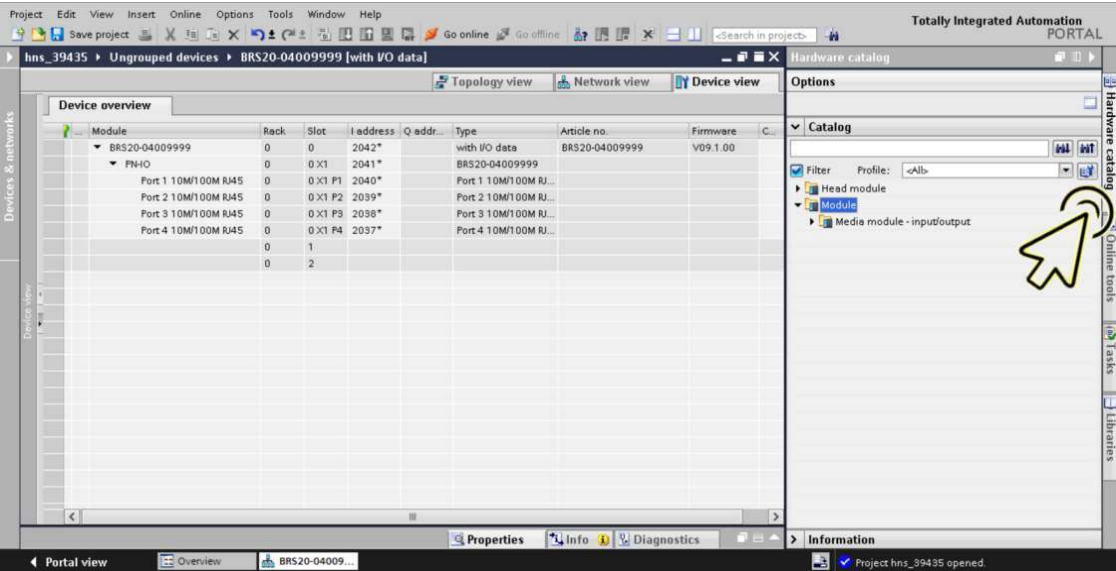 Project Edit View Insert Online Options Tools Window Help
Totally Integrated Automation
PORTAL
Save project Go online Go offline <Search in project>
hns_39435 Ungrouped devices BRS20-04009999 [with I/O data]
Topology view Network view Device view
Device overview
... Module Rack Slot I address Q addr... Type Article no. Firmware C...
BRS20-04009999 0 0 2042* with I/O data BRS20-04009999 V09.1.00
PN-IO 0 0 X1 2041* BRS20-04009999
Port 1 10M/100M RJ45 0 0 X1 P1 2040* Port 1 10M/100M RJ...
Port 2 10M/100M RJ45 0 0 X1 P2 2039* Port 2 10M/100M RJ...
Port 3 10M/100M RJ45 0 0 X1 P3 2038* Port 3 10M/100M RJ...
Port 4 10M/100M RJ45 0 0 X1 P4 2037* Port 4 10M/100M RJ...
0 1
0 2
Devices & networks
Device view
Hardware catalog
Options
Catalog
Filter Profile: <All>
Head module
Module
Media module - input/output
Information
Hardware catalog
Online tools
Tasks
Libraries
Properties Info Diagnostics
Portal view Overview BRS20-04009... Project hns_39435 opened.